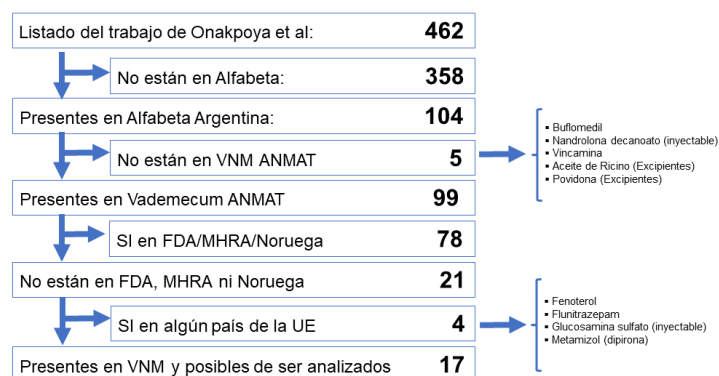 Listado del trabajo de Onakpoya et al: 462
No están en Alfabeta: 358
Presentes en Alfabeta Argentina: 104
No están en VNM ANMAT 5
▪ Buflomedil
▪ Nandrolona decanoato (inyectable)
▪ Vincamina
▪ Aceite de Ricino (Excipientes)
▪ Povidona (Excipientes)
Presentes en Vademecum ANMAT 99
SI en FDA/MHRA/Noruega 78
No están en FDA, MHRA ni Noruega 21
SI en algún país de la UE 4
▪ Fenoterol
▪ Flunitrazepam
▪ Glucosamina sulfato (inyectable)
▪ Metamizol (dipirona)
Presentes en VNM y posibles de ser analizados 17